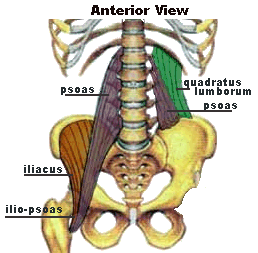 Anterior View
psoas
quadratus
lumborum
psoas
iliacus
ilio-psoas